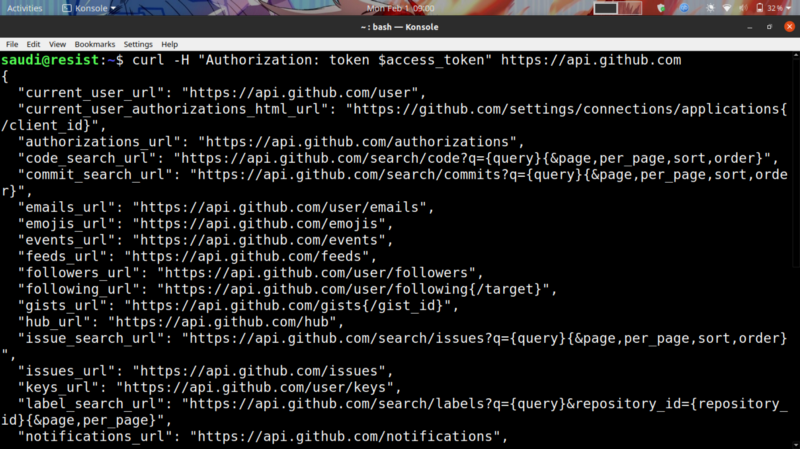 Activities Konsole Mon Feb 1, 09:00 32%
~ : bash — Konsole
File Edit View Bookmarks Settings Help
saudi@resist:~$ curl -H "Authorization: token $access_token" https://api.github.com
{
  "current_user_url": "https://api.github.com/user",
  "current_user_authorizations_html_url": "https://github.com/settings/connections/applications{
/client_id}",
  "authorizations_url": "https://api.github.com/authorizations",
  "code_search_url": "https://api.github.com/search/code?q={query}{&page,per_page,sort,order}",
  "commit_search_url": "https://api.github.com/search/commits?q={query}{&page,per_page,sort,orde
r}",
  "emails_url": "https://api.github.com/user/emails",
  "emojis_url": "https://api.github.com/emojis",
  "events_url": "https://api.github.com/events",
  "feeds_url": "https://api.github.com/feeds",
  "followers_url": "https://api.github.com/user/followers",
  "following_url": "https://api.github.com/user/following{/target}",
  "gists_url": "https://api.github.com/gists{/gist_id}",
  "hub_url": "https://api.github.com/hub",
  "issue_search_url": "https://api.github.com/search/issues?q={query}{&page,per_page,sort,order}
",
  "issues_url": "https://api.github.com/issues",
  "keys_url": "https://api.github.com/user/keys",
  "label_search_url": "https://api.github.com/search/labels?q={query}&repository_id={repository_
id}{&page,per_page}",
  "notifications_url": "https://api.github.com/notifications",